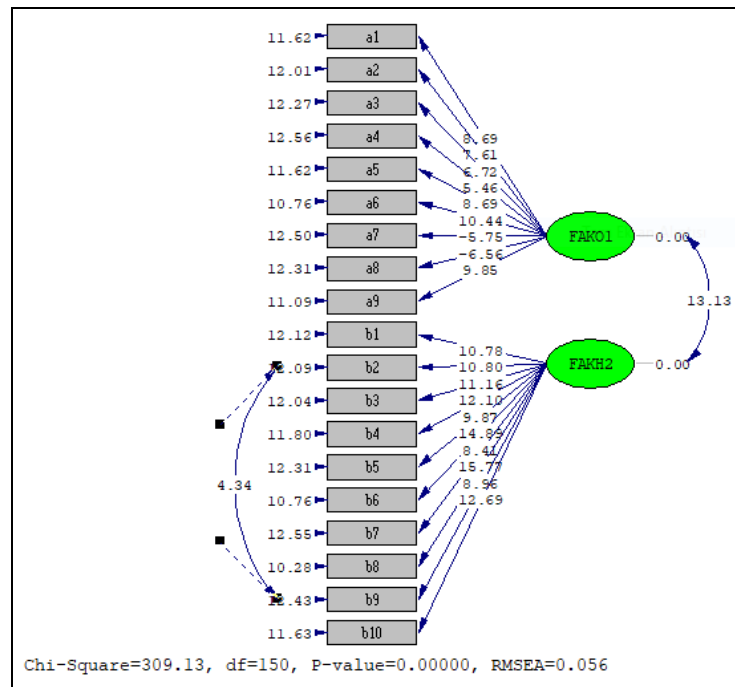 11.62 a1
12.01 a2
12.27 a3
12.56 a4
11.62 a5
10.76 a6
12.50 a7
12.31 a8
11.09 a9
12.12 b1
12.09 b2
12.04 b3
11.80 b4
12.31 b5
10.76 b6
12.55 b7
10.28 b8
12.43 b9
11.63 b10
8.69
7.61
6.72
5.46
8.69
10.44
-5.75
-6.56
9.85
FAKO1 0.00
13.13
10.78
10.80
11.16
12.10
9.87
14.89
8.41
15.77
8.96
12.69
FAKH2 0.00
4.34
Chi-Square=309.13, df=150, P-value=0.00000, RMSEA=0.056